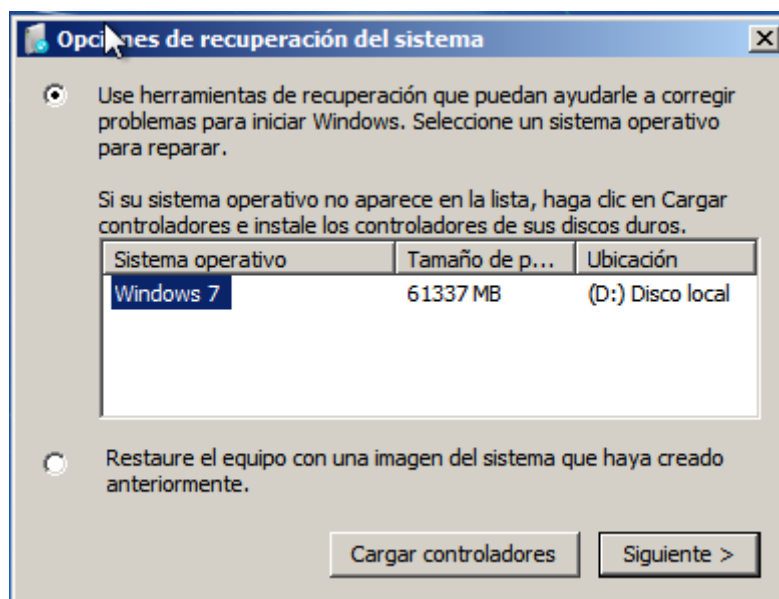 Opciones de recuperación del sistema
Use herramientas de recuperación que puedan ayudarle a corregir
problemas para iniciar Windows. Seleccione un sistema operativo
para reparar.
Si su sistema operativo no aparece en la lista, haga clic en Cargar
controladores e instale los controladores de sus discos duros.
Sistema operativo Tamaño de p... Ubicación
Windows 7 61337 MB (D:) Disco local
Restaure el equipo con una imagen del sistema que haya creado
anteriormente.
Cargar controladores Siguiente >